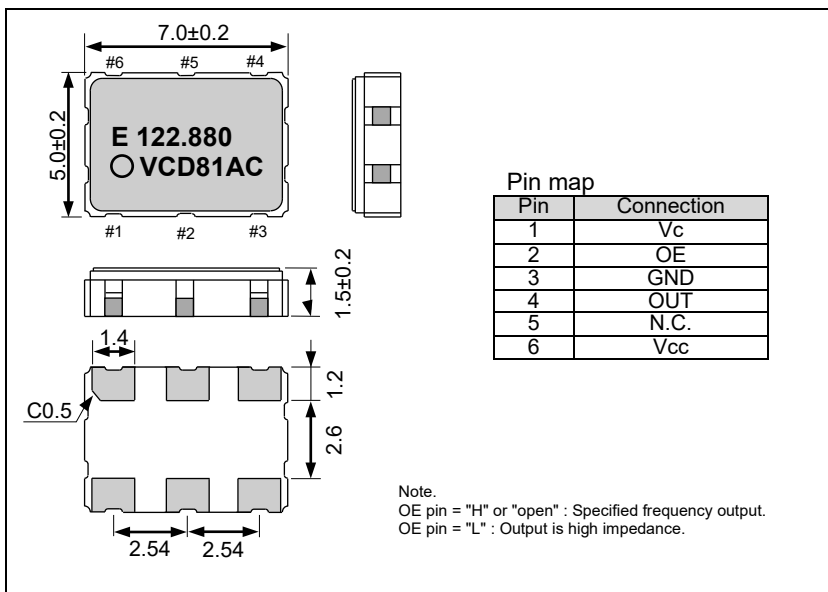 7.0±0.2
#6 #5 #4
5.0±0.2
E 122.880
VCD81AC
#1 #2 #3
1.5±0.2
1.4
1.2
C0.5
2.6
2.54 2.54
Pin map
Pin Connection
1 Vc
2 OE
3 GND
4 OUT
5 N.C.
6 Vcc
Note.
OE pin = "H" or "open" : Specified frequency output.
OE pin = "L" : Output is high impedance.